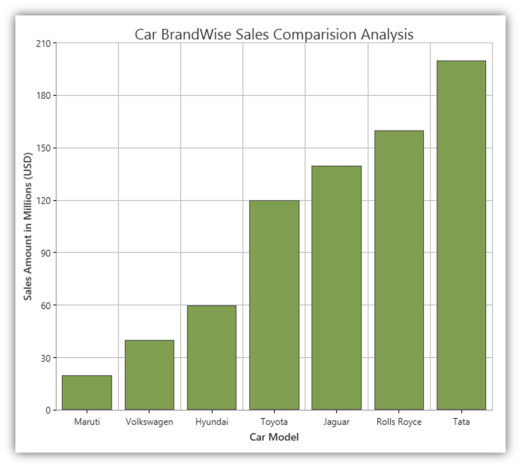 Car BrandWise Sales Comparision Analysis
Sales Amount in Millions (USD)
210
180
150
120
90
60
30
0
Maruti Volkswagen Hyundai Toyota Jaguar Rolls Royce Tata
Car Model